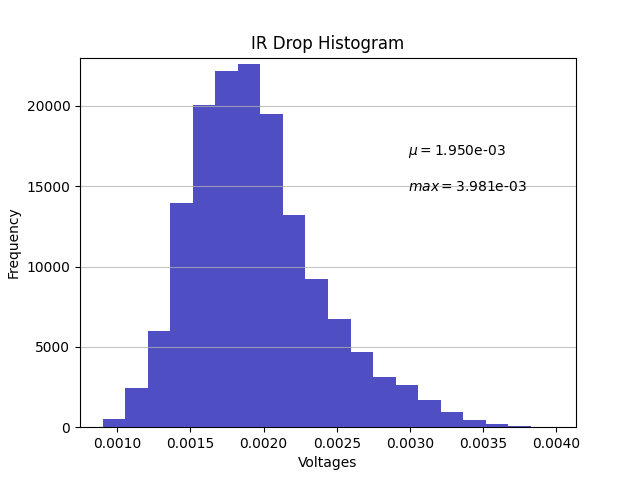 IR Drop Histogram
20000
15000
10000
5000
0
Frequency
μ = 1.950e-03
max = 3.981e-03
0.0010 0.0015 0.0020 0.0025 0.0030 0.0035 0.0040
Voltages